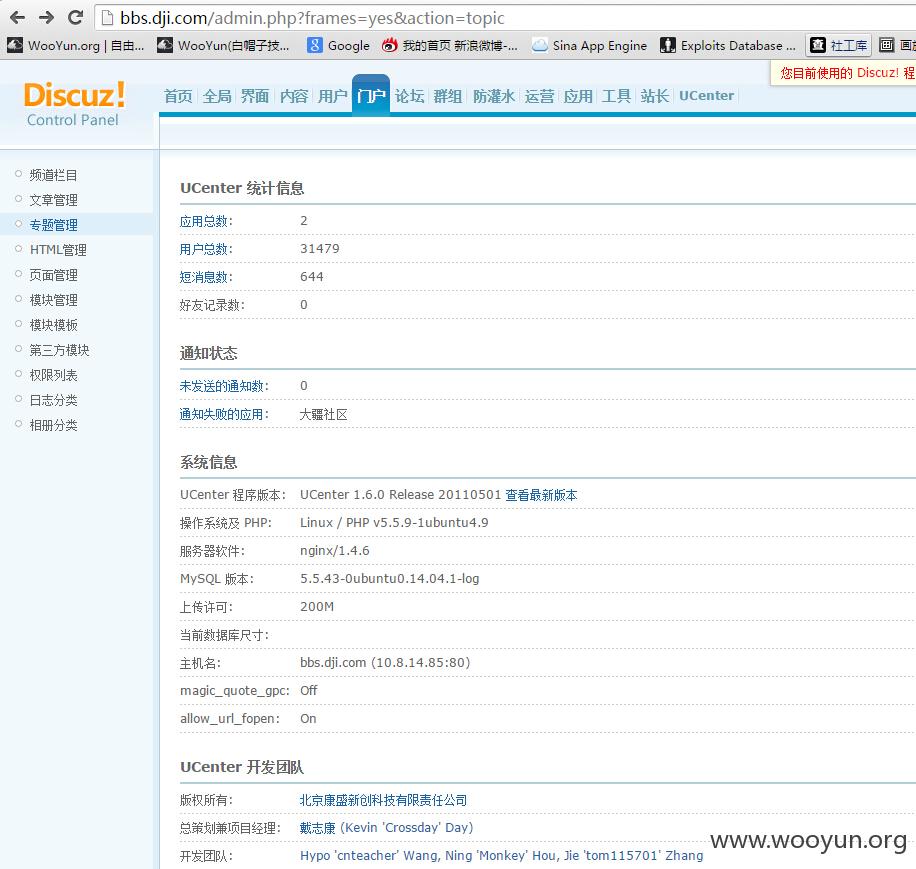 bbs.dji.com/admin.php?frames=yes&action=topic
WooYun.org | 自由... WooYun(白帽子技... Google 我的首页 新浪微博-... Sina App Engine Exploits Database ... 社工库
您目前使用的 Discuz! 程
Discuz!
Control Panel
首页 全局 界面 内容 用户 门户 论坛 群组 防灌水 运营 应用 工具 站长 UCenter
频道栏目
文章管理
专题管理
HTML管理
页面管理
模块管理
模块模板
第三方模块
权限列表
日志分类
相册分类
UCenter 统计信息
应用总数: 2
用户总数: 31479
短消息数: 644
好友记录数: 0
通知状态
未发送的通知数: 0
通知失败的应用: 大疆社区
系统信息
UCenter 程序版本: UCenter 1.6.0 Release 20110501 查看最新版本
操作系统及 PHP: Linux / PHP v5.5.9-1ubuntu4.9
服务器软件: nginx/1.4.6
MySQL 版本: 5.5.43-0ubuntu0.14.04.1-log
上传许可: 200M
当前数据库尺寸:
主机名: bbs.dji.com (10.8.14.85:80)
magic_quote_gpc: Off
allow_url_fopen: On
UCenter 开发团队
版权所有: 北京康盛新创科技有限责任公司
总策划兼项目经理: 戴志康 (Kevin 'Crossday' Day)
开发团队: Hypo 'cnteacher' Wang, Ning 'Monkey' Hou, Jie 'tom115701' Zhang
www.wooyun.org